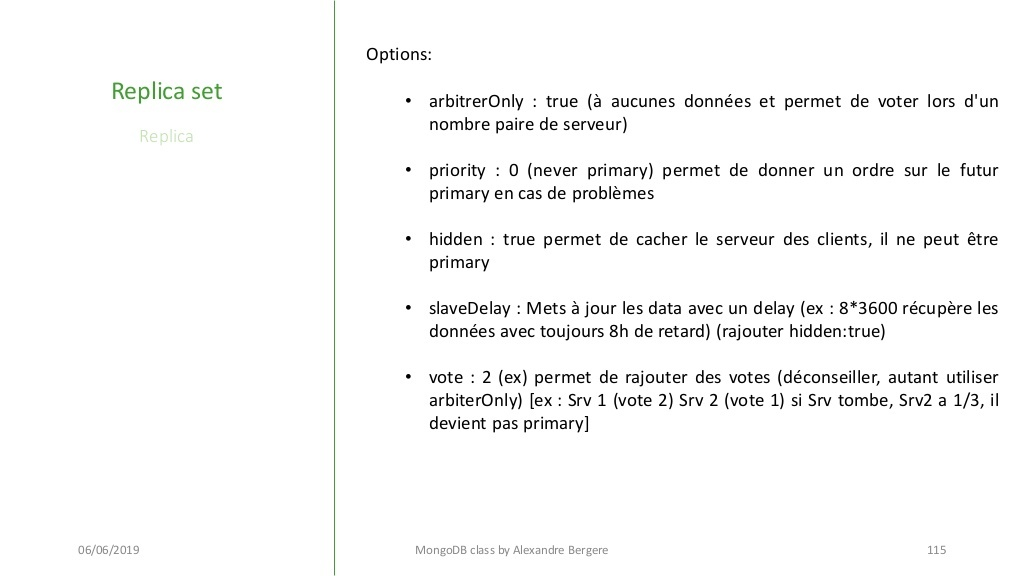 Replica set
Replica
Options:
• arbitrerOnly : true (à aucunes données et permet de voter lors d'un
nombre paire de serveur)
• priority : 0 (never primary) permet de donner un ordre sur le futur
primary en cas de problèmes
• hidden : true permet de cacher le serveur des clients, il ne peut être
primary
• slaveDelay : Mets à jour les data avec un delay (ex : 8*3600 récupère les
données avec toujours 8h de retard) (rajouter hidden:true)
• vote : 2 (ex) permet de rajouter des votes (déconseiller, autant utiliser
arbiterOnly) [ex : Srv 1 (vote 2) Srv 2 (vote 1) si Srv tombe, Srv2 a 1/3, il
devient pas primary]
06/06/2019
MongoDB class by Alexandre Bergere
115